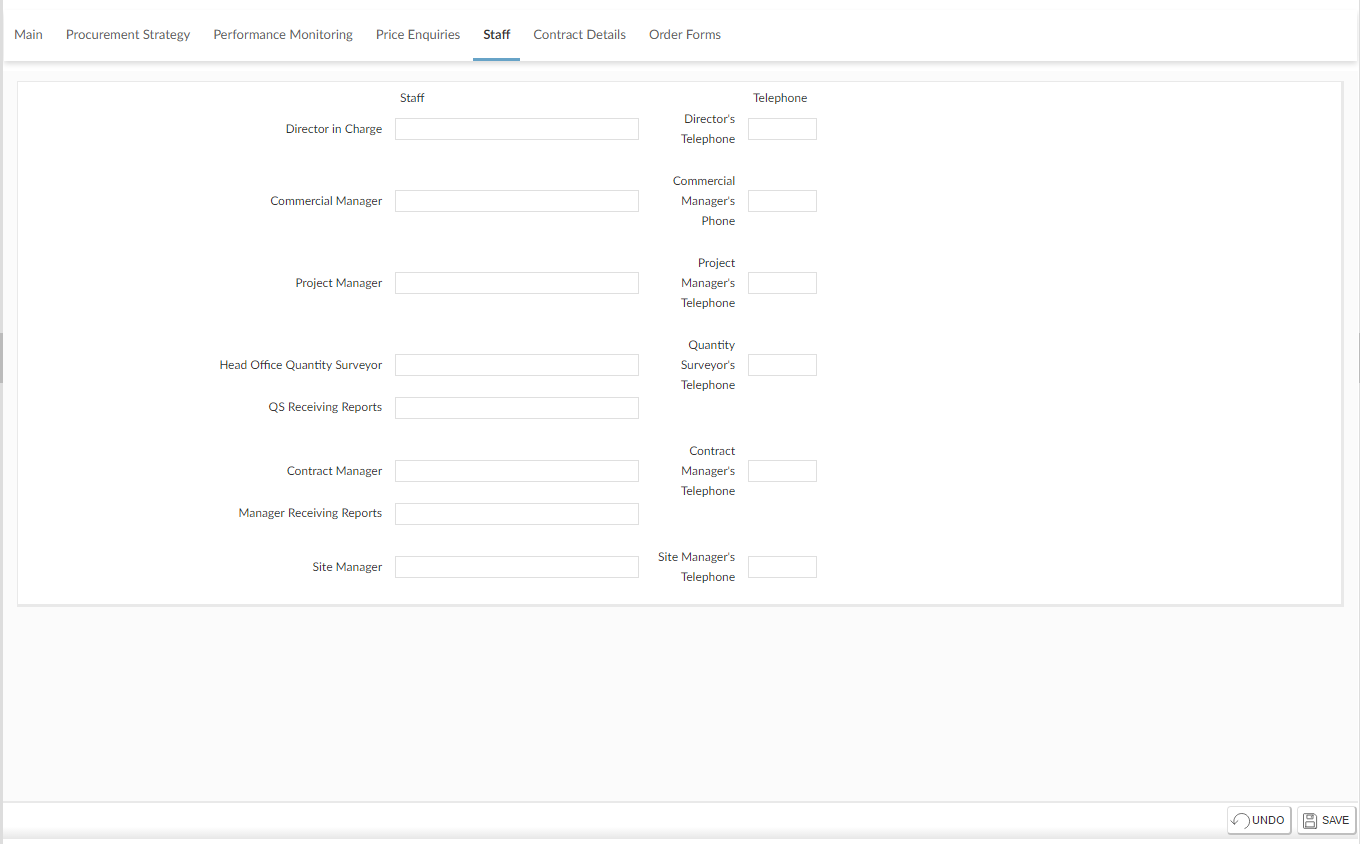 Main Procurement Strategy Performance Monitoring Price Enquiries Staff Contract Details Order Forms
Staff Telephone
Director in Charge
Director's
Telephone
Commercial Manager
Commercial
Manager's
Phone
Project Manager
Project
Manager's
Telephone
Head Office Quantity Surveyor
Quantity
Surveyor's
Telephone
QS Receiving Reports
Contract Manager
Contract
Manager's
Telephone
Manager Receiving Reports
Site Manager
Site Manager's
Telephone
UNDO SAVE